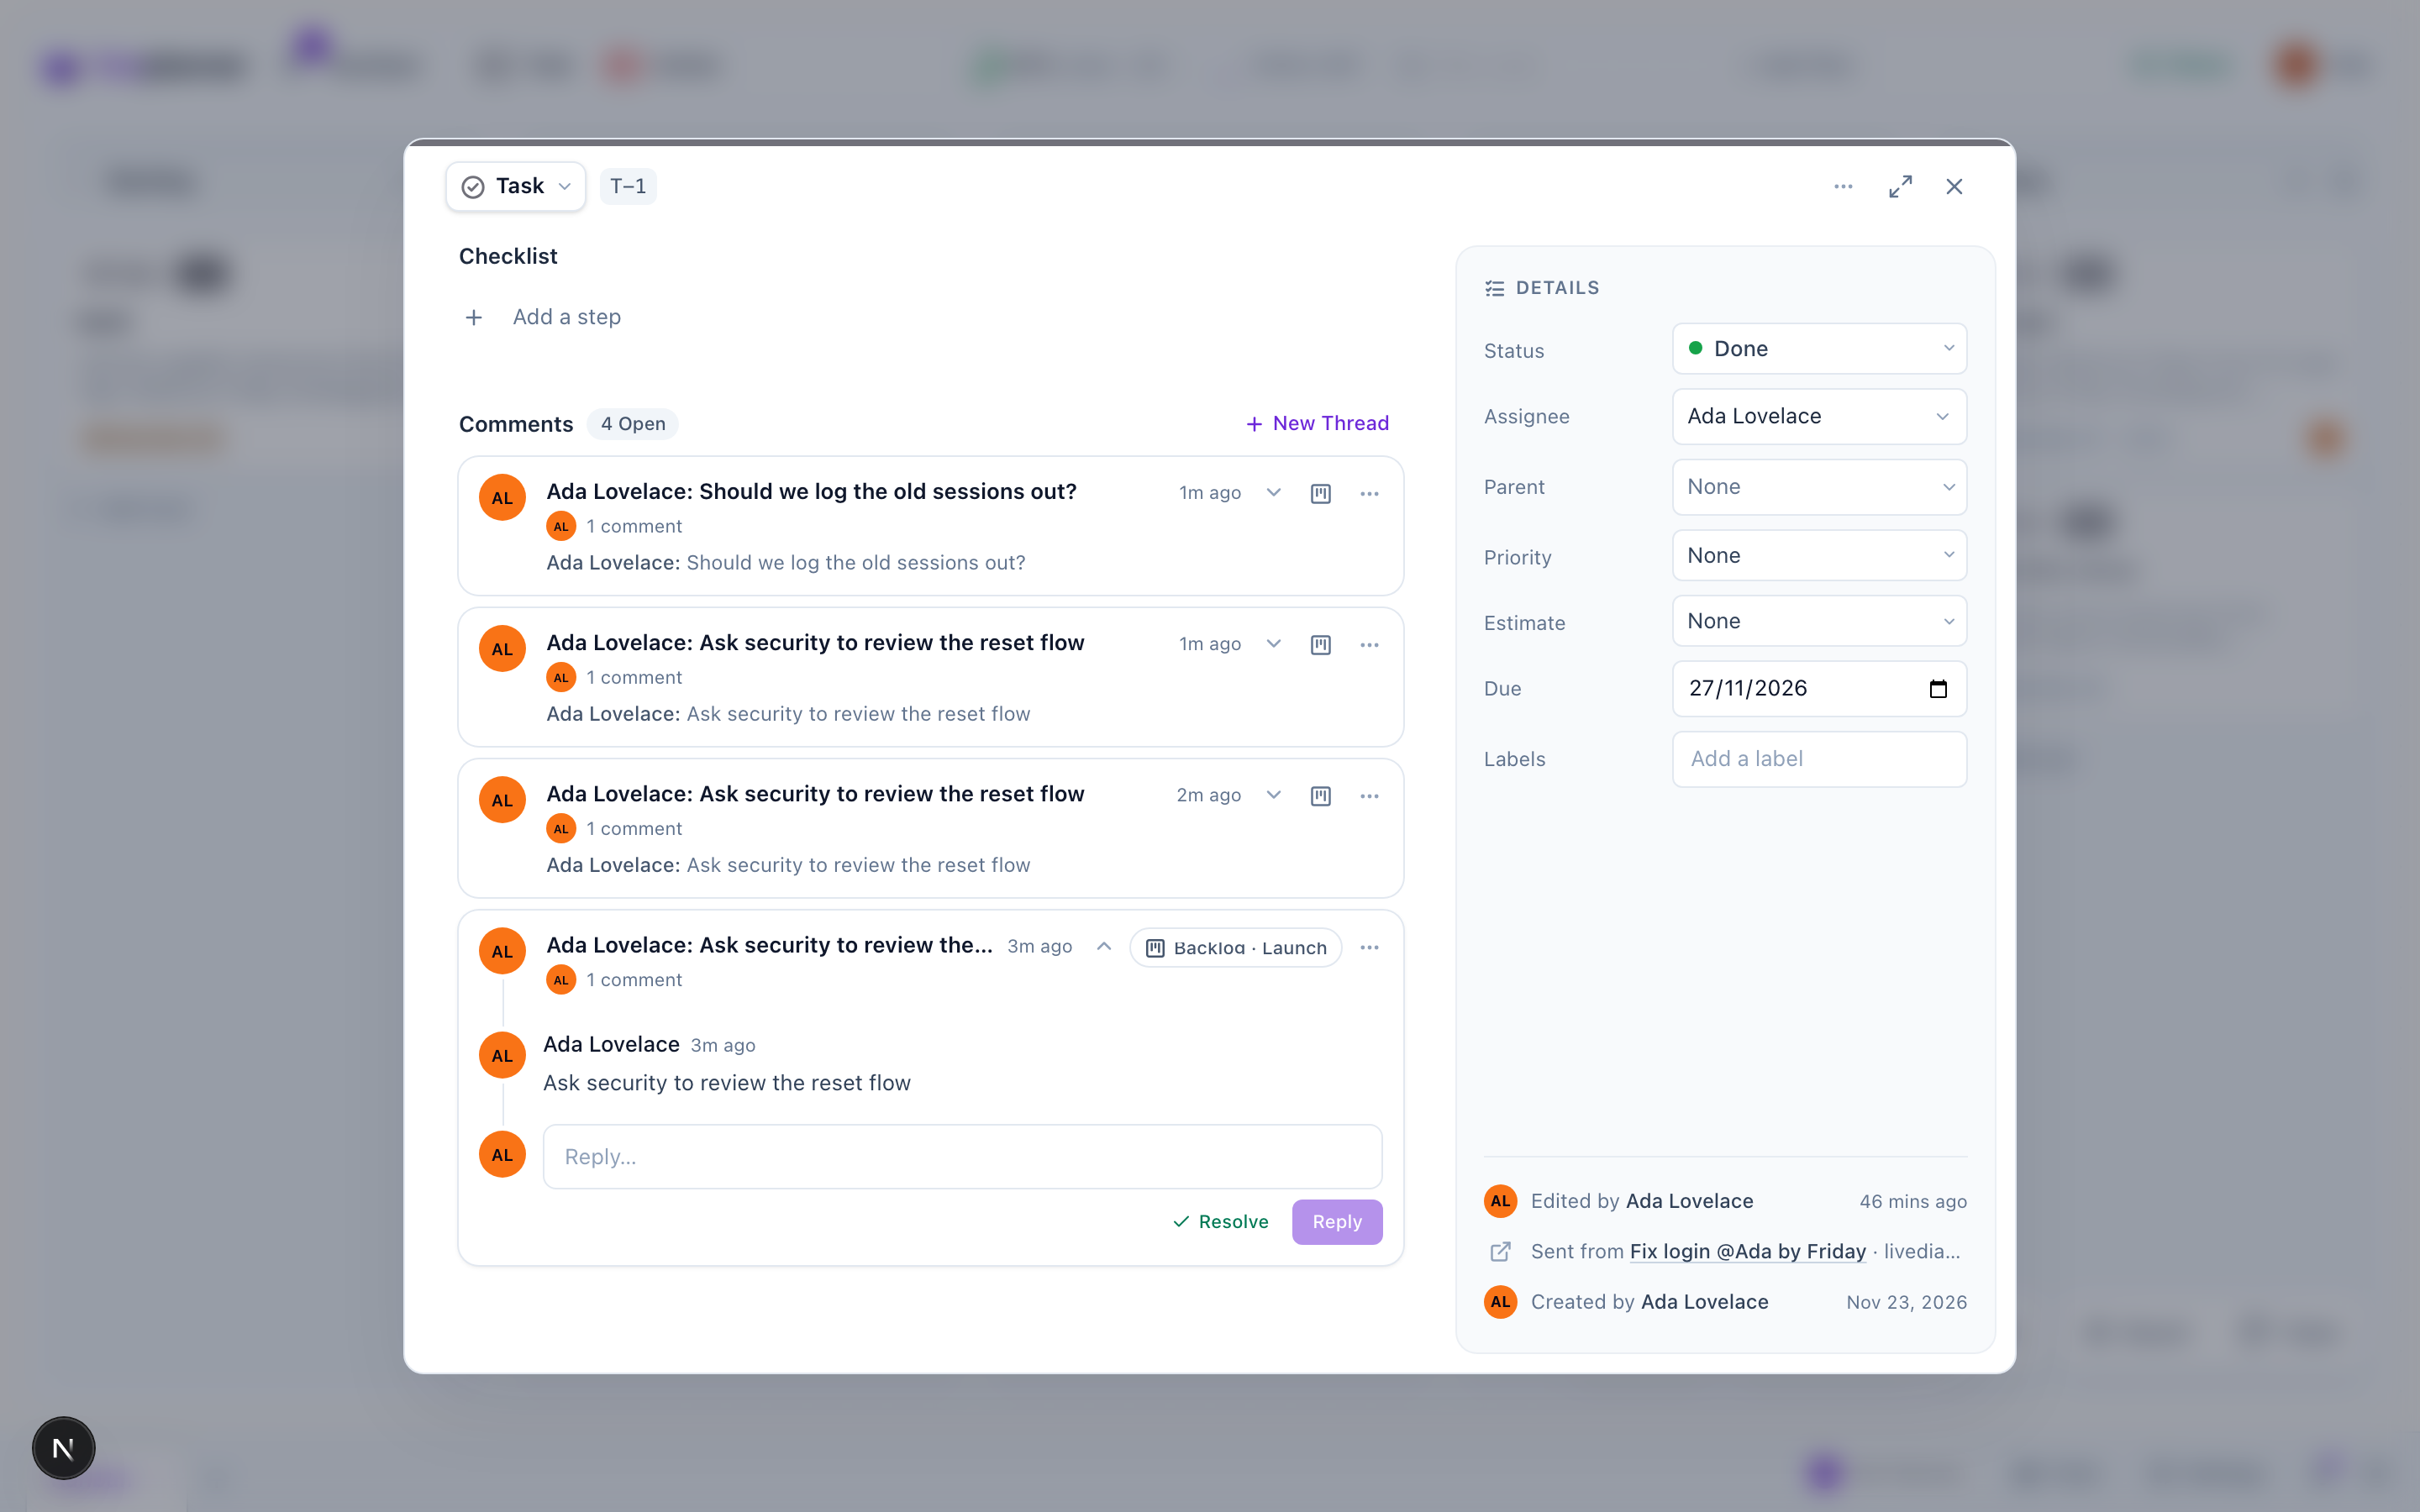 Task T-1
Checklist
Add a step
Comments 4 Open New Thread
AL Ada Lovelace: Should we log the old sessions out? 1m ago
AL 1 comment
Ada Lovelace: Should we log the old sessions out?
AL Ada Lovelace: Ask security to review the reset flow 1m ago
AL 1 comment
Ada Lovelace: Ask security to review the reset flow
AL Ada Lovelace: Ask security to review the reset flow 2m ago
AL 1 comment
Ada Lovelace: Ask security to review the reset flow
AL Ada Lovelace: Ask security to review the... 3m ago Backlog · Launch
AL 1 comment
AL Ada Lovelace 3m ago
Ask security to review the reset flow
AL Reply...
Resolve Reply
DETAILS
Status Done
Assignee Ada Lovelace
Parent None
Priority None
Estimate None
Due 27/11/2026
Labels Add a label
AL Edited by Ada Lovelace 46 mins ago
Sent from Fix login @Ada by Friday · livedia...
AL Created by Ada Lovelace Nov 23, 2026
N